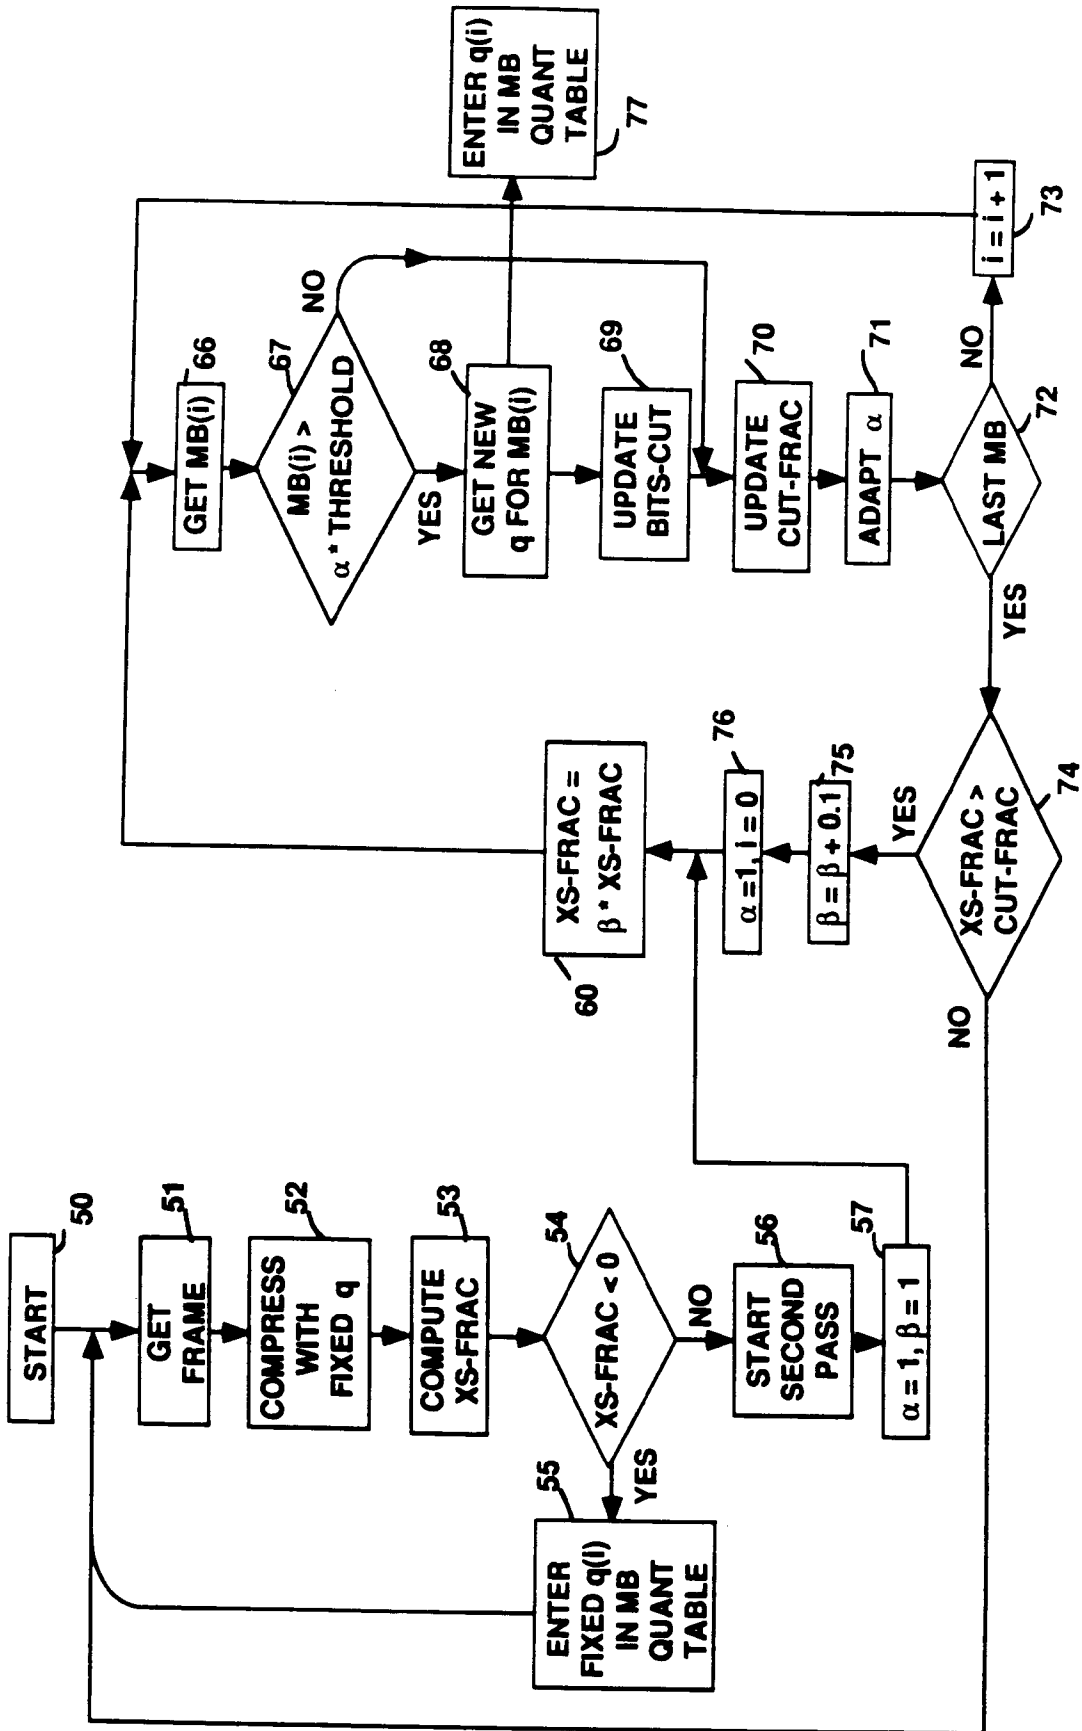 START
50
GET
FRAME
51
COMPRESS
WITH
FIXED q
52
COMPUTE
XS-FRAC
53
XS-FRAC < 0
54
YES
NO
ENTER
FIXED q(i)
IN MB
QUANT
TABLE
55
START
SECOND
PASS
56
α = 1, β = 1
57
XS-FRAC =
β * XS-FRAC
60
α = 1, i = 0
76
β = β + 0.1
75
YES
XS-FRAC >
CUT-FRAC
74
NO
GET MB(i)
66
MB(i) >
α * THRESHOLD
67
NO
YES
GET NEW
q FOR MB(i)
68
UPDATE
BITS-CUT
69
UPDATE
CUT-FRAC
70
ADAPT α
71
LAST MB
72
YES
NO
i = i + 1
73
ENTER q(i)
IN MB
QUANT
TABLE
77